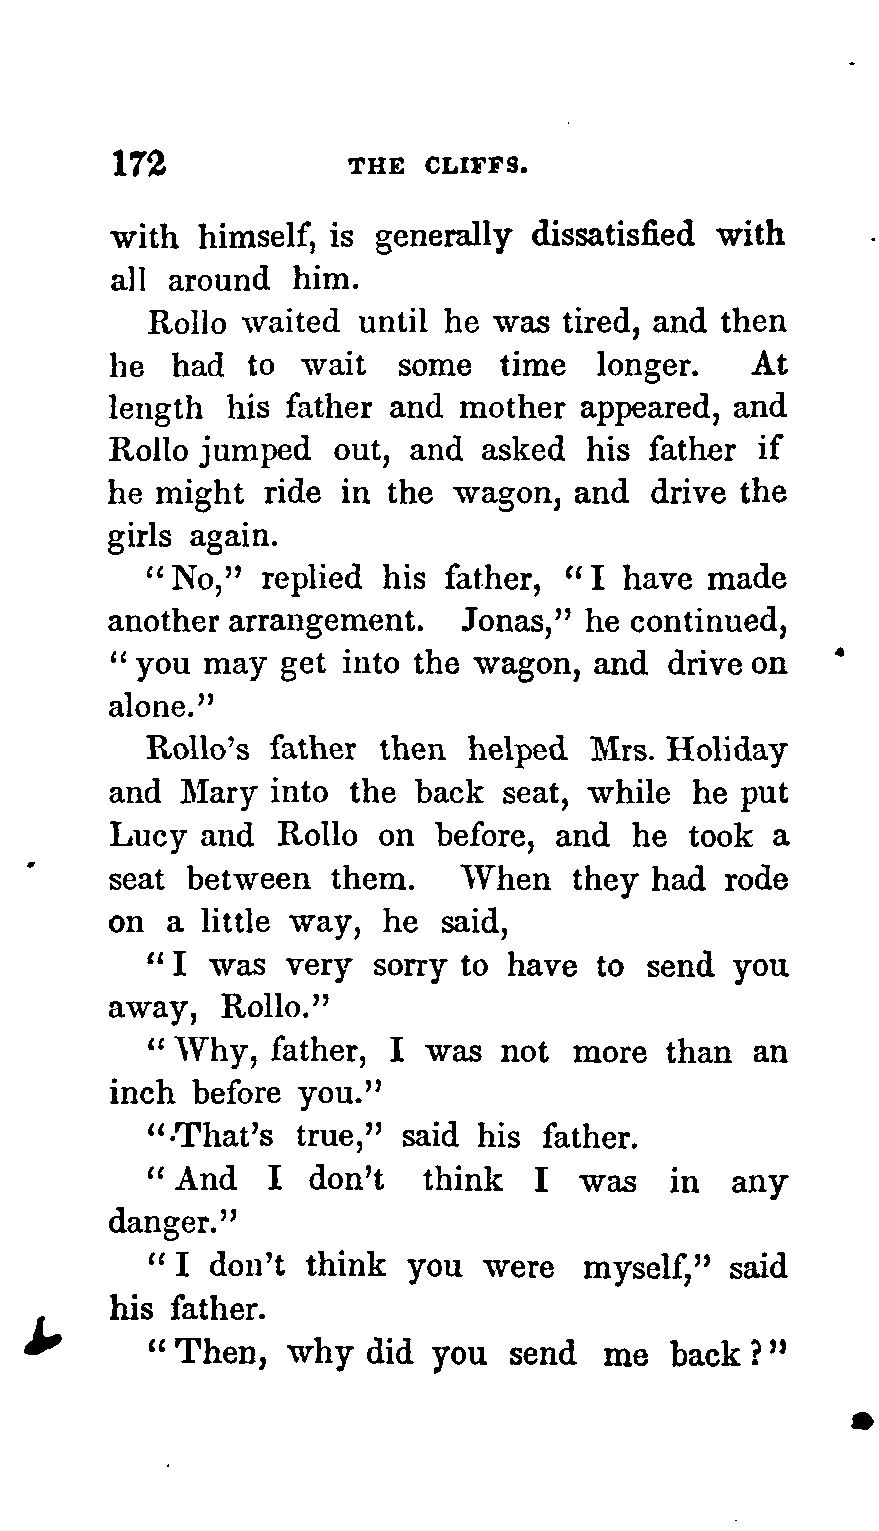 172 THE CLIFFS.
with himself, is generally dissatisfied with
all around him.
Rollo waited until he was tired, and then
he had to wait some time longer. At
length his father and mother appeared, and
Rollo jumped out, and asked his father if
he might ride in the wagon, and drive the
girls again.
“No,” replied his father, “I have made
another arrangement. Jonas,” he continued,
“you may get into the wagon, and drive on
alone.”
Rollo’s father then helped Mrs. Holiday
and Mary into the back seat, while he put
Lucy and Rollo on before, and he took a
seat between them. When they had rode
on a little way, he said,
“I was very sorry to have to send you
away, Rollo.”
“Why, father, I was not more than an
inch before you.”
“That’s true,” said his father.
“And I don’t think I was in any
danger.”
“I don’t think you were myself,” said
his father.
“Then, why did you send me back?”